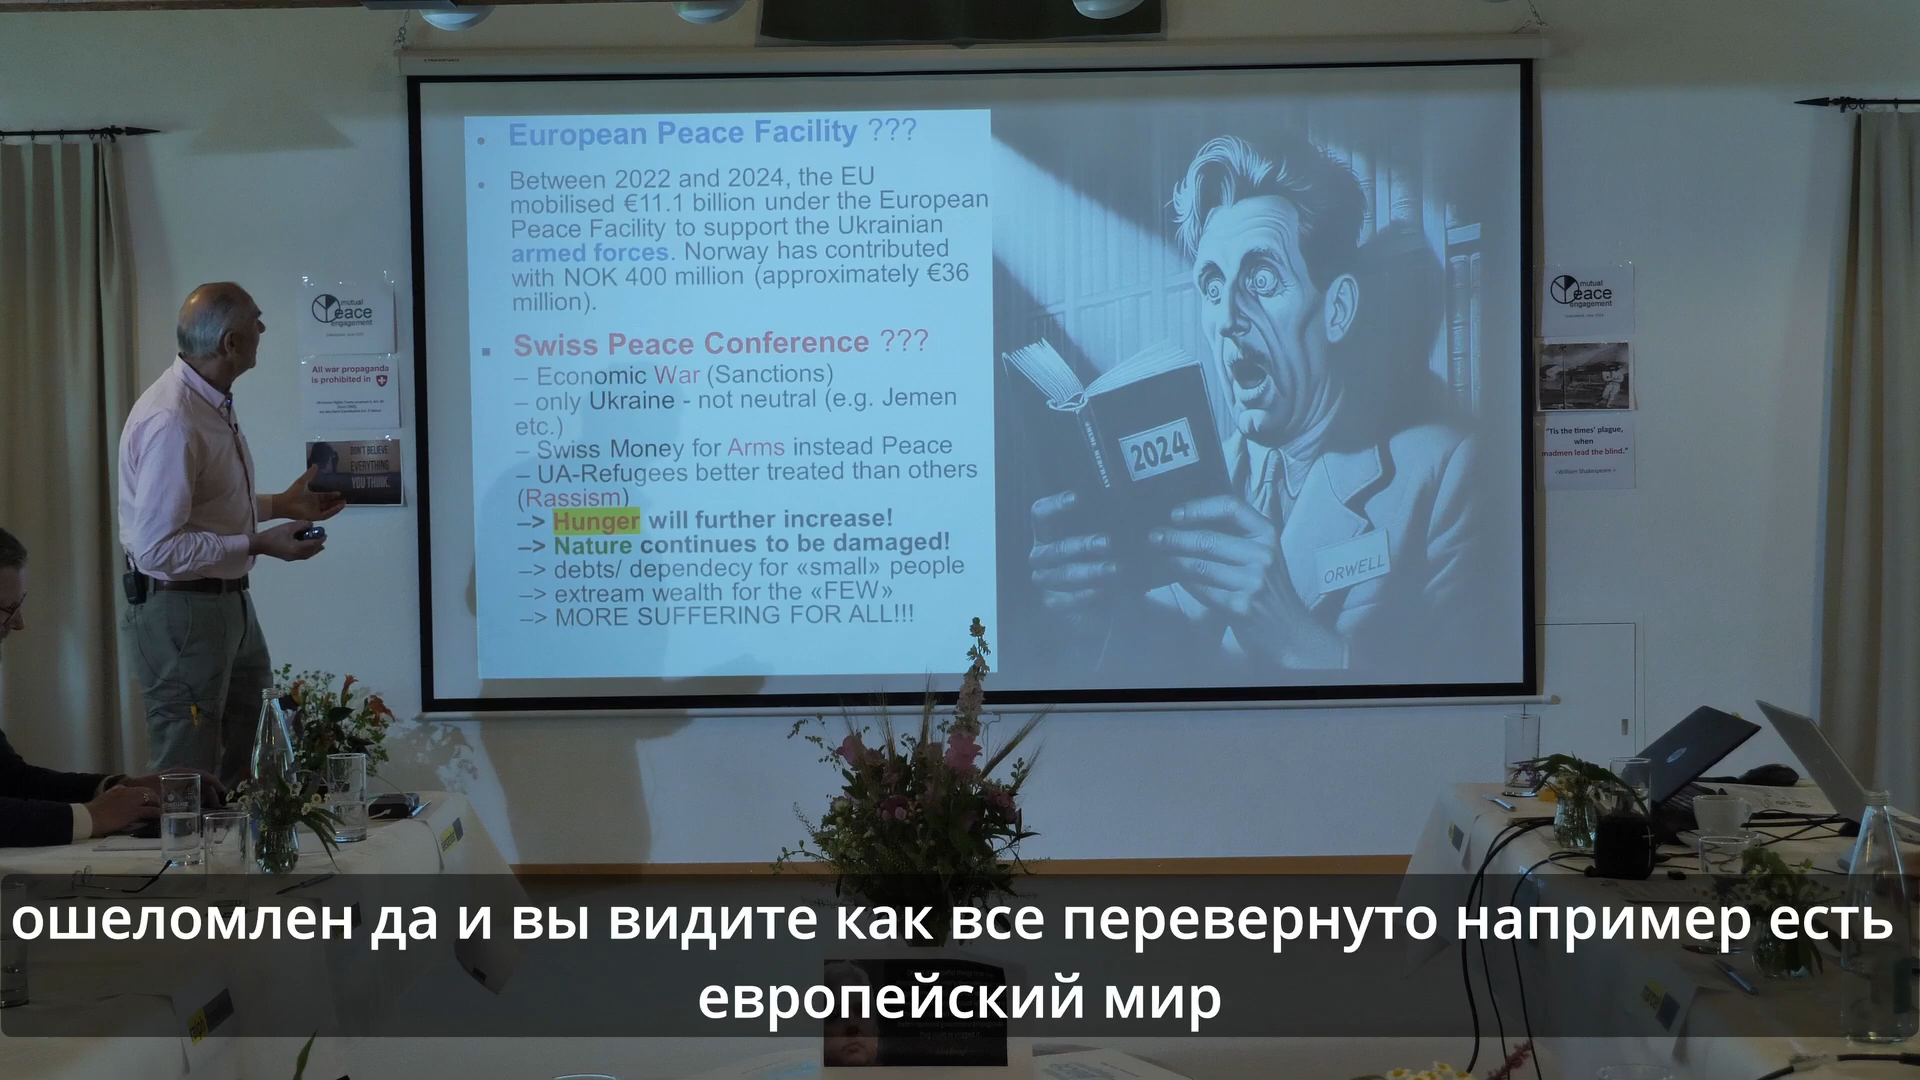 European Peace Facility ???
Between 2022 and 2024, the EU
mobilised €11.1 billion under the European
Peace Facility to support the Ukrainian
armed forces. Norway has contributed
with NOK 400 million (approximately €36
million).
Swiss Peace Conference ???
– Economic War (Sanctions)
– only Ukraine - not neutral (e.g. Jemen
etc.)
– Swiss Money for Arms instead Peace
– UA-Refugees better treated than others
(Rassism)
–> Hunger will further increase!
–> Nature continues to be damaged!
–> debts/ dependecy for «small» people
–> extream wealth for the «FEW»
–> MORE SUFFERING FOR ALL!!!
2024
ORWELL
mutual
Peace
engagement
All war propaganda
is prohibited in
DON'T BELIEVE
EVERYTHING
YOU THINK.
mutual
Peace
engagement
"Tis the times' plague,
when
madmen lead the blind."
- William Shakespeare -
ошеломлен да и вы видите как все перевернуто например есть
европейский мир